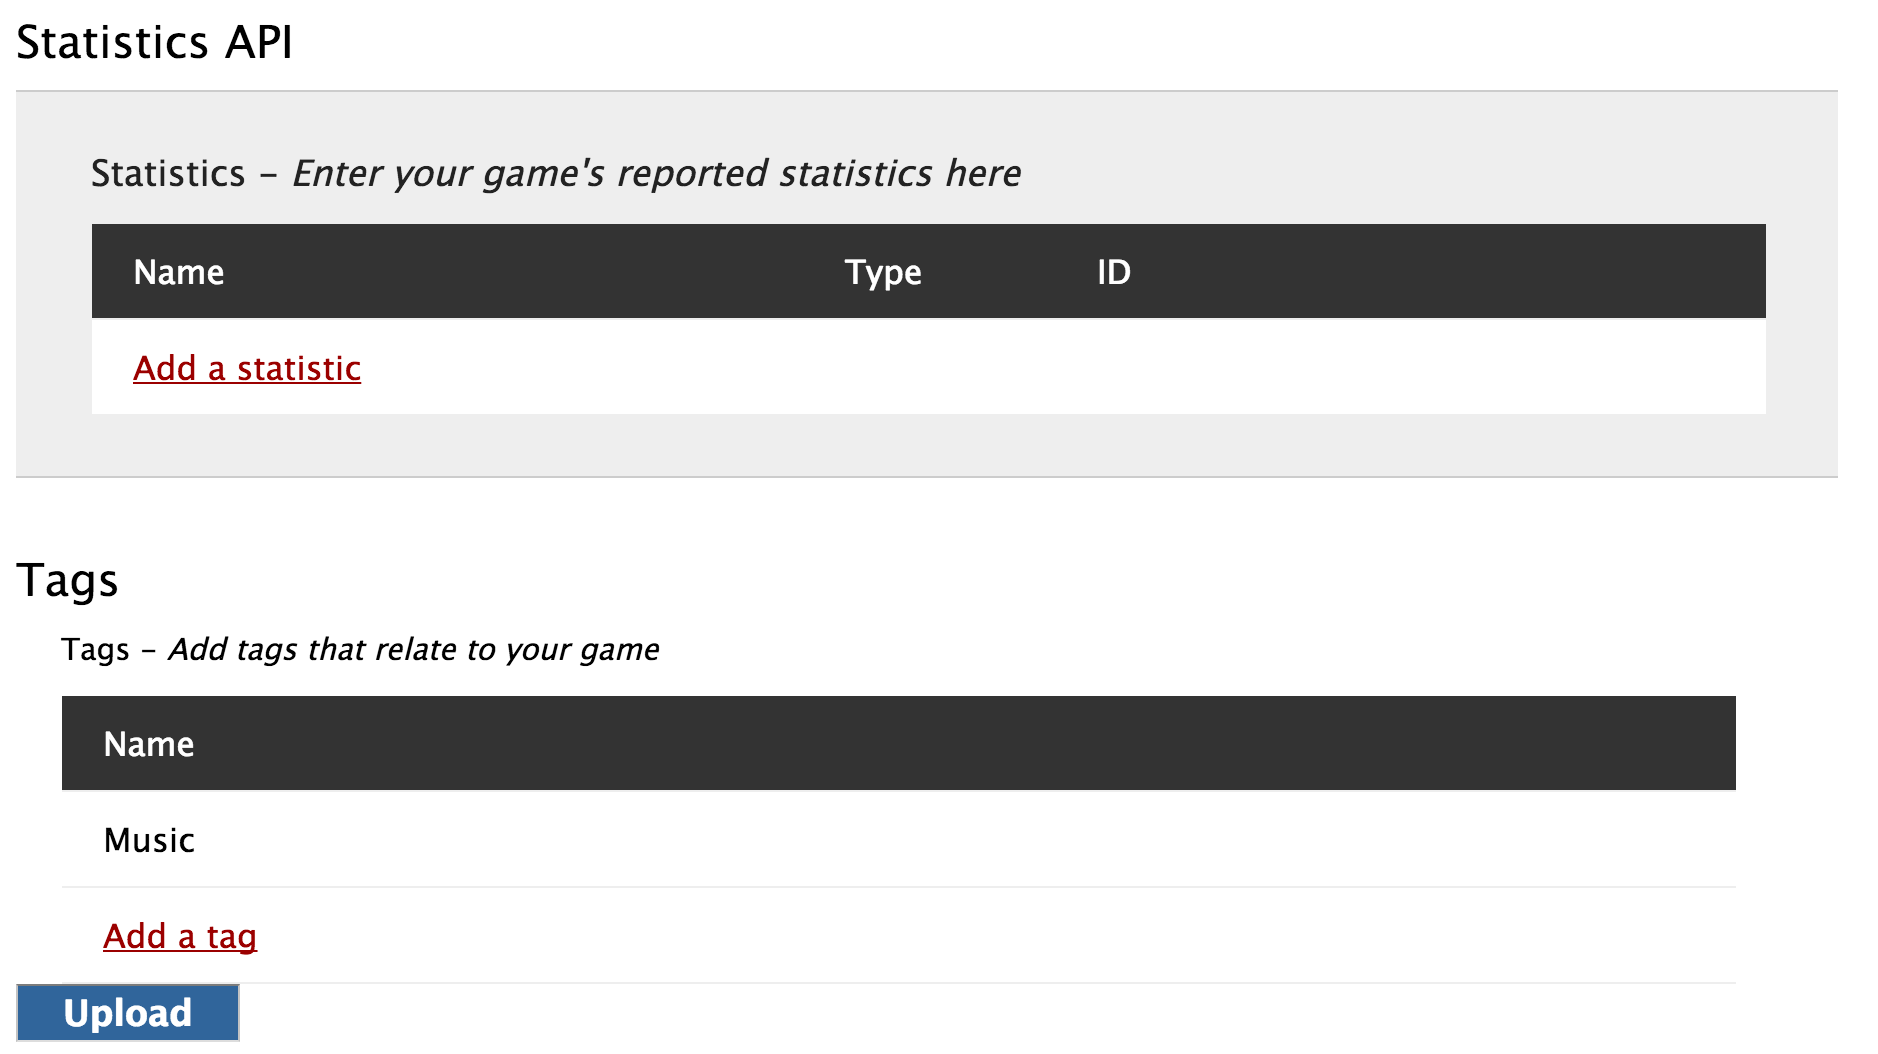 Statistics API
Statistics – Enter your game's reported statistics here
Name Type ID
Add a statistic
Tags
Tags – Add tags that relate to your game
Name
Music
Add a tag
Upload